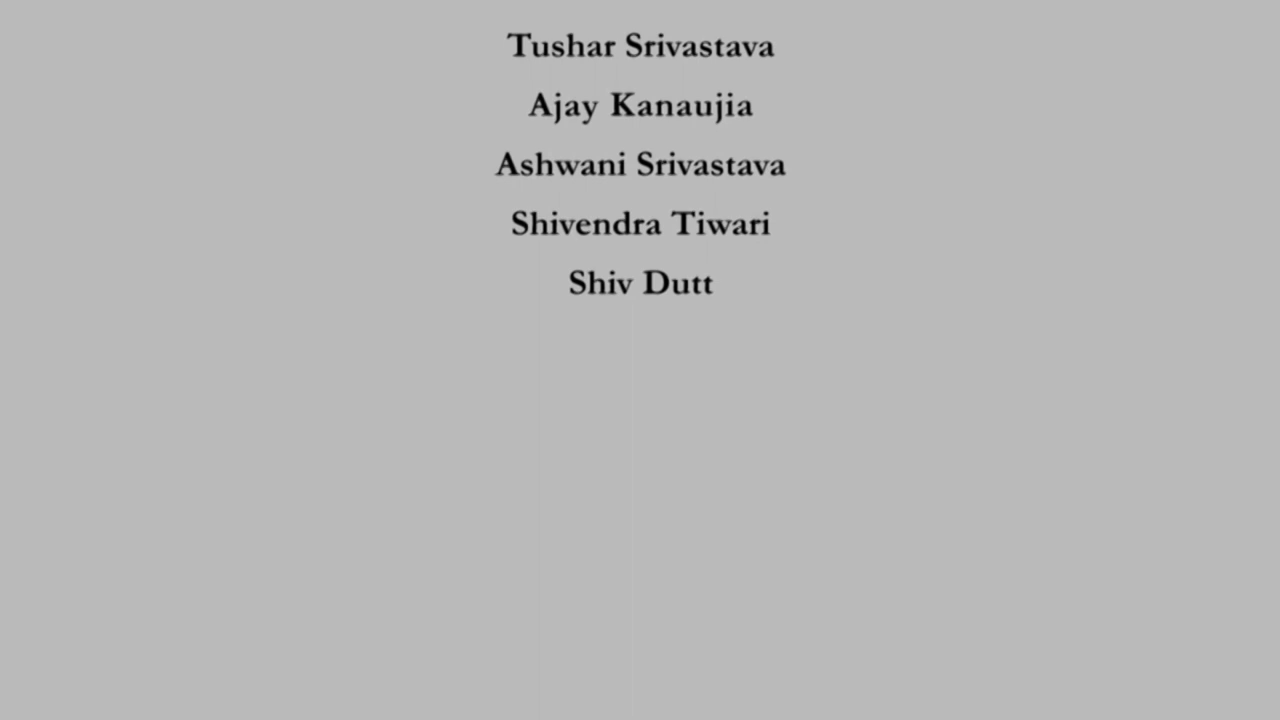 Tushar Srivastava
Ajay Kanaujia
Ashwani Srivastava
Shivendra Tiwari
Shiv Dutt